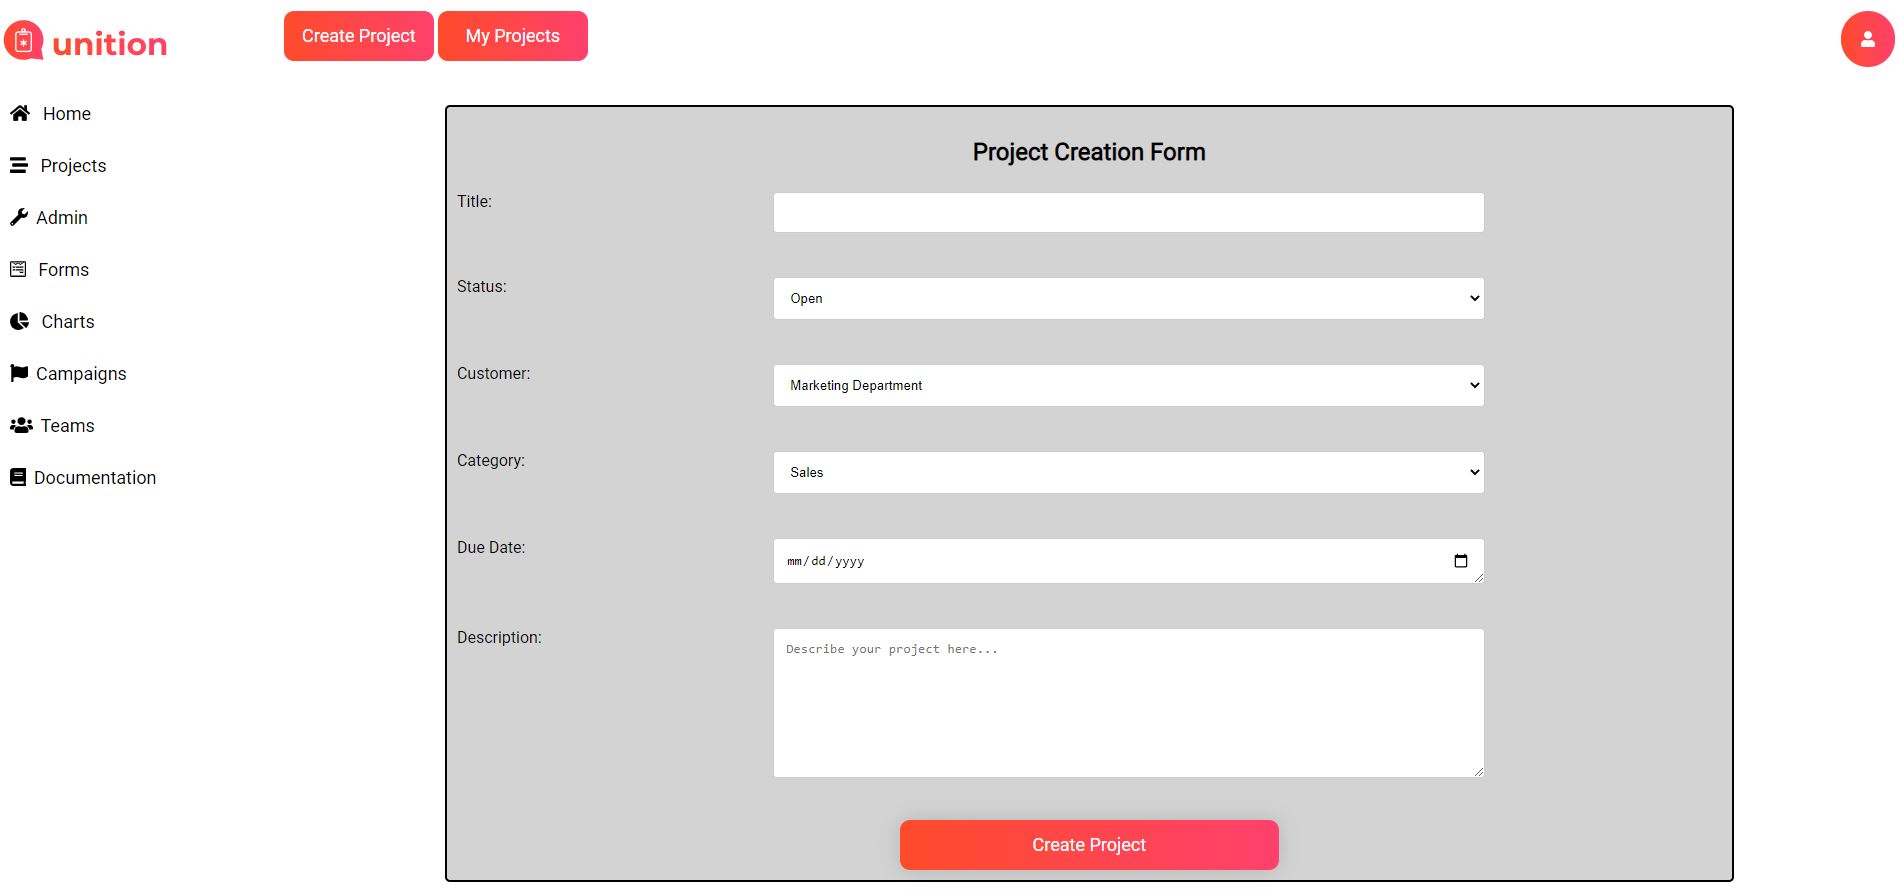 unition
Create Project
My Projects
Home
Projects
Admin
Forms
Charts
Campaigns
Teams
Documentation
Project Creation Form
Title:
Status:
Open
Customer:
Marketing Department
Category:
Sales
Due Date:
mm/dd/yyyy
Description:
Describe your project here...
Create Project